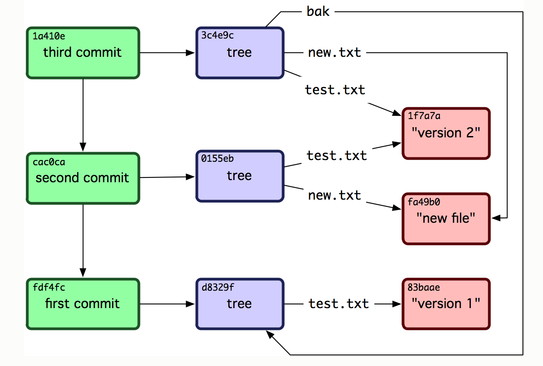 bak
1a410e
third commit
3c4e9c
tree
new.txt
test.txt
1f7a7a
"version 2"
cac0ca
second commit
0155eb
tree
test.txt
new.txt
fa49b0
"new file"
fdf4fc
first commit
d8329f
tree
test.txt
83baae
"version 1"